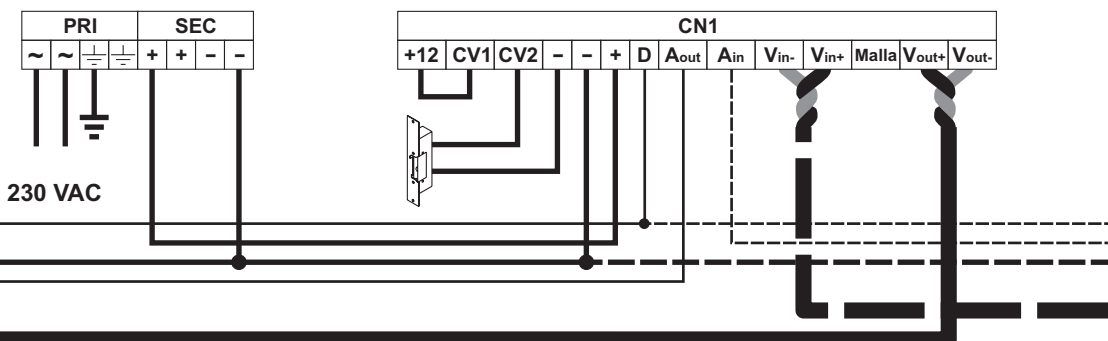 PRI SEC CN1
~ ~ + + – – +12 CV1 CV2 – – + D Aout Ain Vin- Vin+ Malla Vout+ Vout-
230 VAC